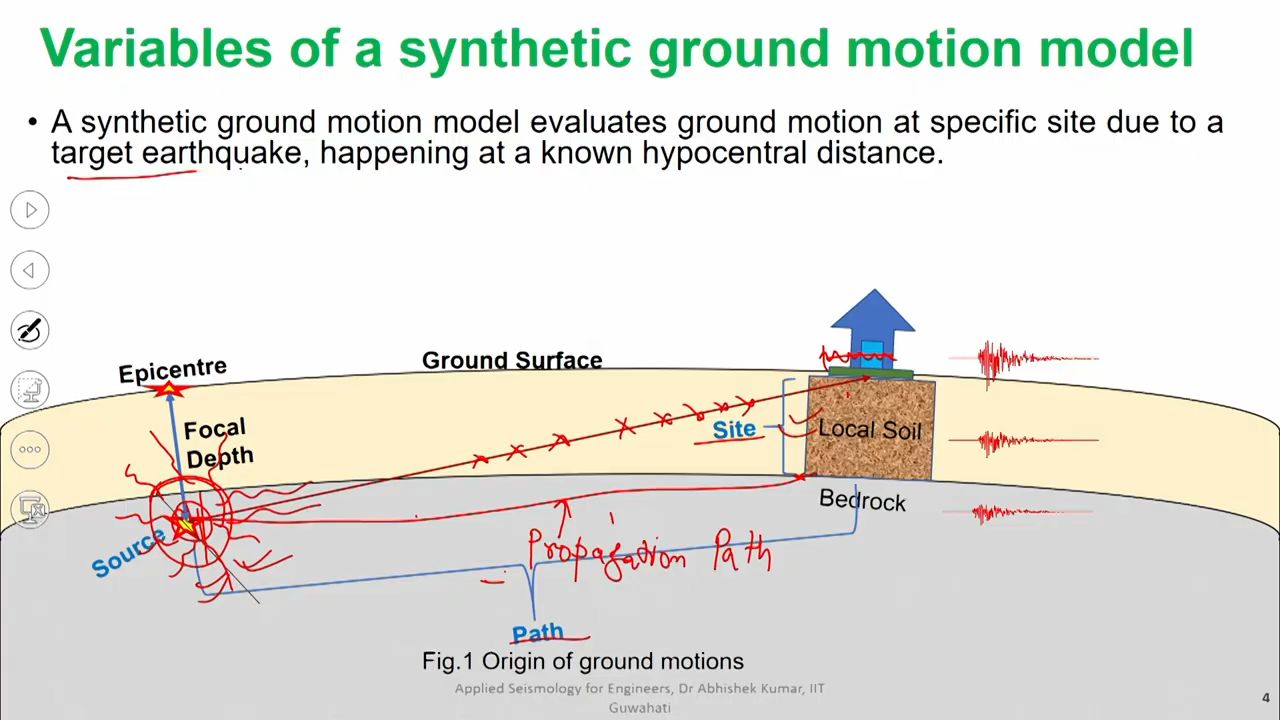 Variables of a synthetic ground motion model
• A synthetic ground motion model evaluates ground motion at specific site due to a
target earthquake, happening at a known hypocentral distance.
Epicentre
Ground Surface
Focal
Depth
Site
Local Soil
Bedrock
Source
Propagation Path
Path
Fig.1 Origin of ground motions
Applied Seismology for Engineers, Dr Abhishek Kumar, IIT
Guwahati
4